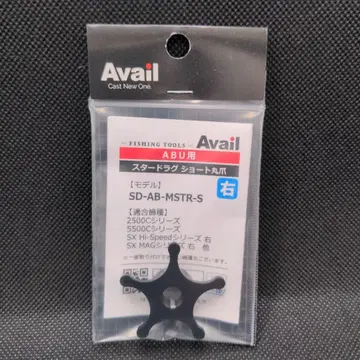 Avail
Cast New One.
FISHING TOOLS
Avail
ABU用
スタードラグ ショート丸爪
【モデル】
SD-AB-MSTR-S
右
【適合機種】
2500Cシリーズ
5500Cシリーズ
SX Hi-Speedシリーズ 右
SX MAGシリーズ 右 他